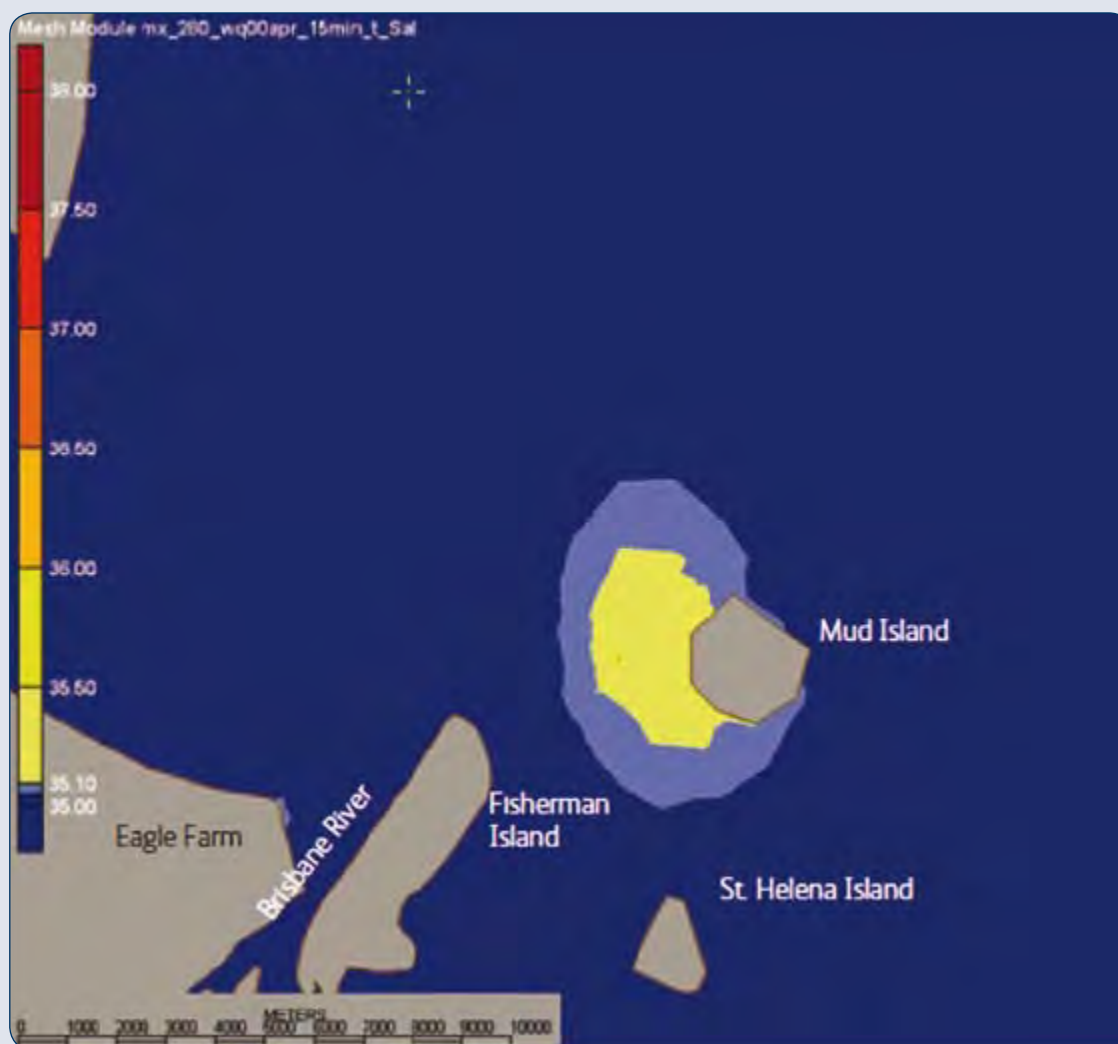 Mesh Module mx_280_wq00apr_15min_t_Sal
38.00
37.50
37.00
36.50
36.00
35.50
35.10
35.00
Mud Island
Fisherman
Island
Eagle Farm
Brisbane River
St. Helena Island
METERS
0 1000 2000 3000 4000 5000 6000 7000 8000 9000 10000